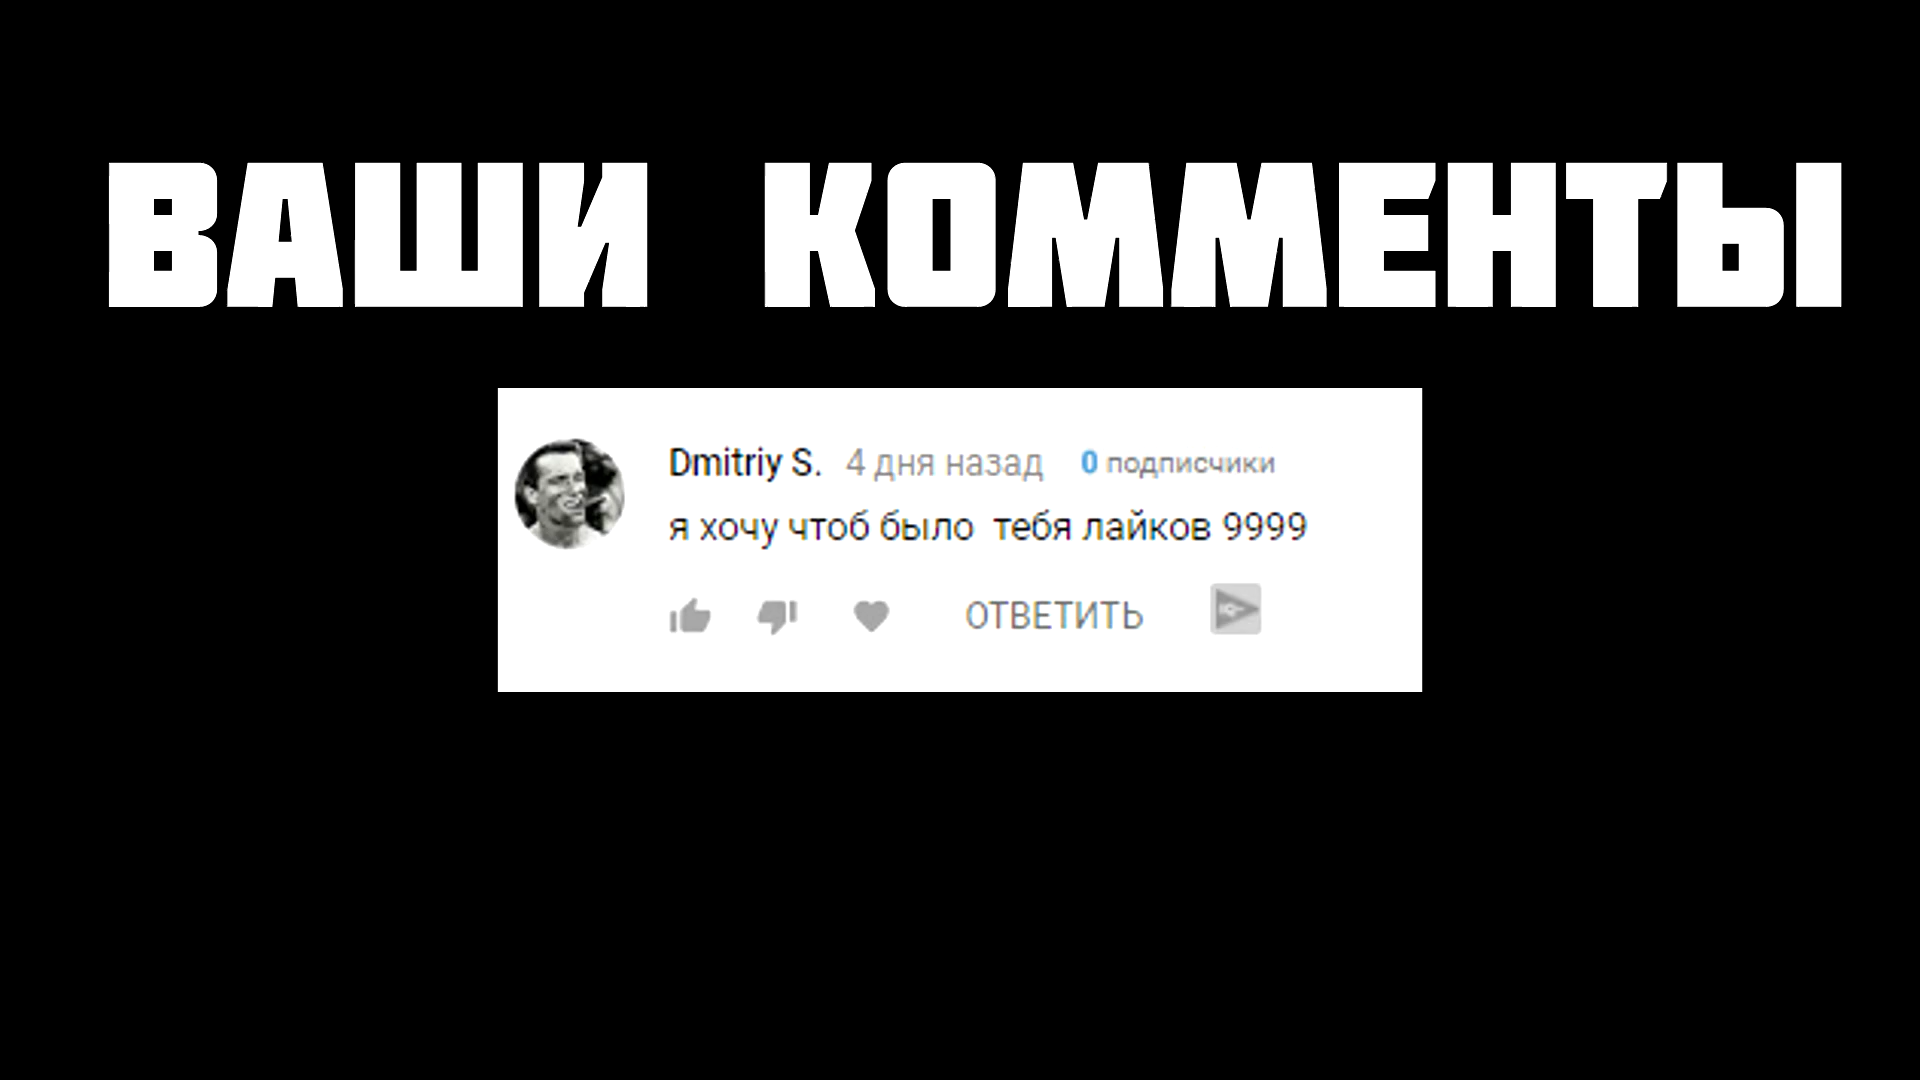 ВАШИ КОММЕНТЫ
Dmitriy S. 4 дня назад 0 подписчики
я хочу чтоб было тебя лайков 9999
ОТВЕТИТЬ